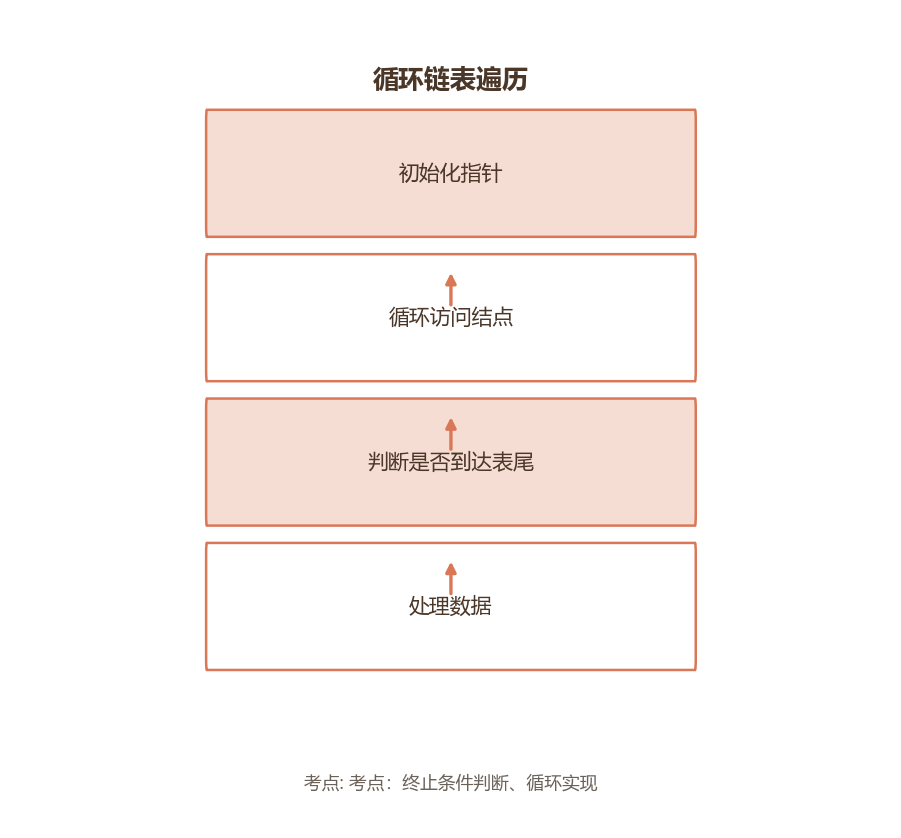 循环链表遍历
初始化指针
循环访问结点
判断是否到达表尾
处理数据
考点: 考点：终止条件判断、循环实现